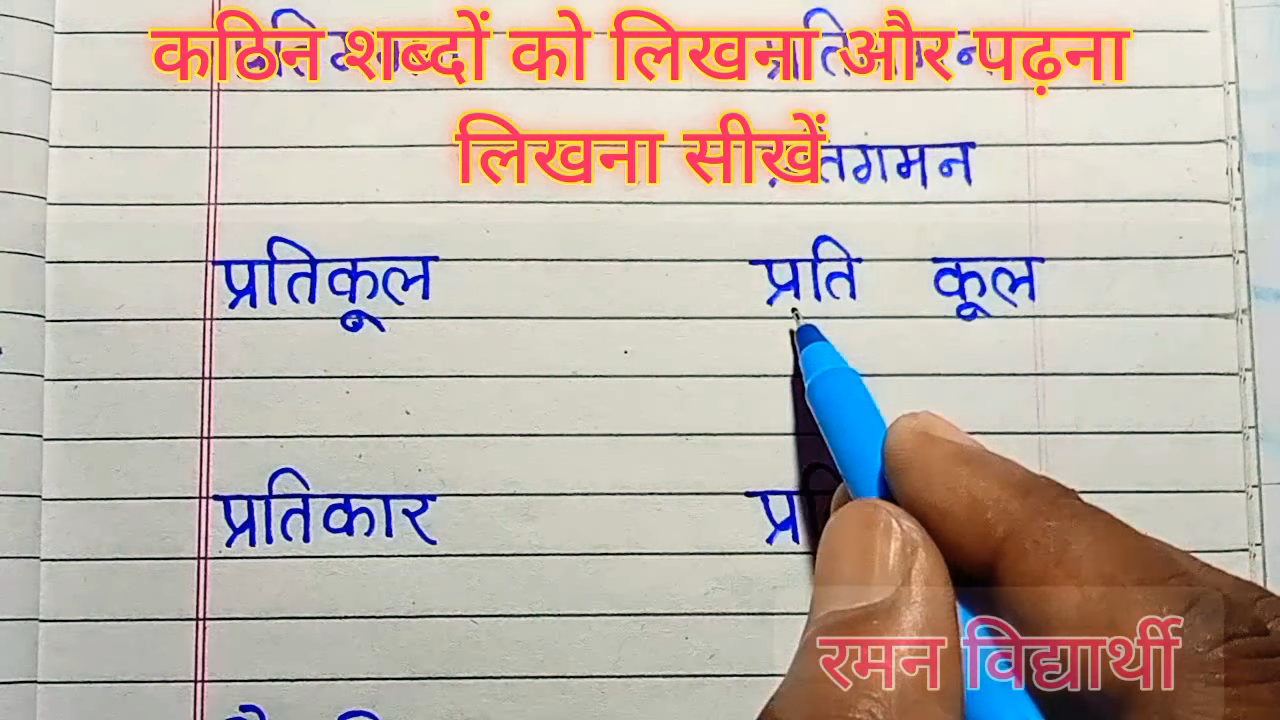 कठिन शब्दों को लिखना और पढ़ना
लिखना सीखें
प्रतिकूल प्रति कूल
प्रतिकार
रमन विद्यार्थी